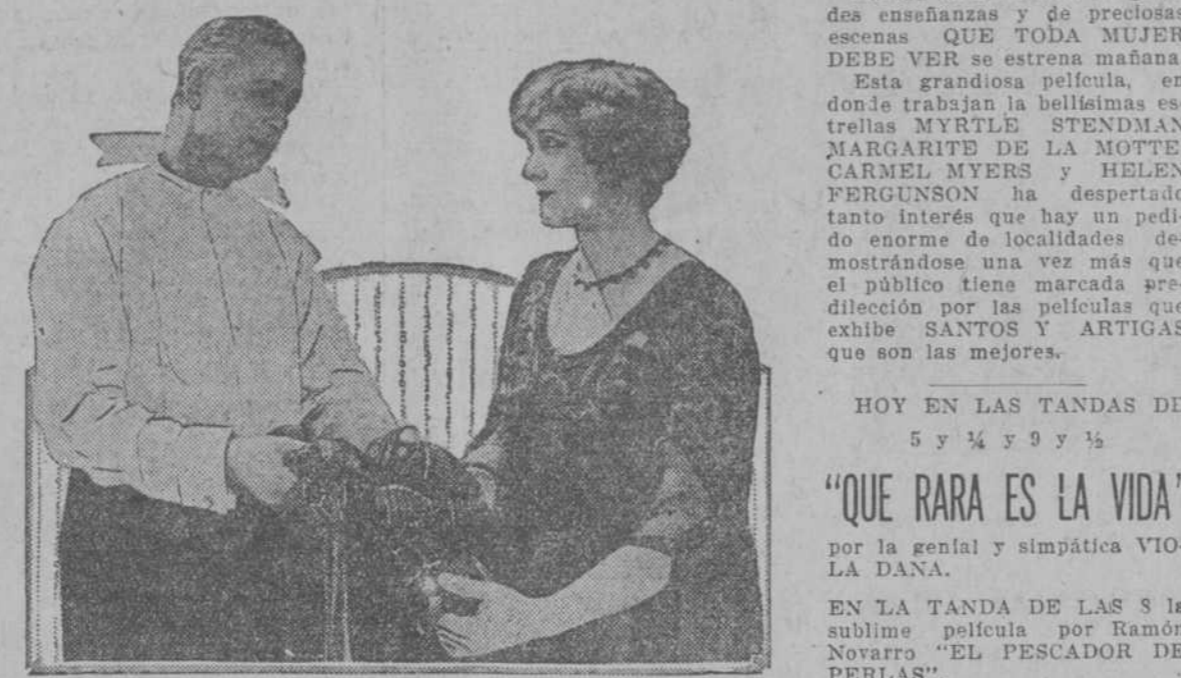 des enseñanzas y de preciosas
escenas QUE TODA MUJER
DEBE VER se estrena mañana.
Esta grandiosa película, en
donde trabajan la bellísimas es-
trellas MYRTLE STENDMAN
MARGARITE DE LA MOTTE,
CARMEL MYERS y HELEN
FERGUNSON ha despertado
tanto interés que hay un pedi-
do enorme de localidades de-
mostrándose una vez más que
el público tiene marcada pre-
dilección por las películas que
exhibe SANTOS Y ARTIGAS
que son las mejores.
HOY EN LAS TANDAS DE
5 y ¼ y 9 y ½
"QUE RARA ES LA VIDA"
por la genial y simpática VIO-
LA DANA.
EN LA TANDA DE LAS 8 la
sublime película por Ramón
Novarro "EL PESCADOR DE
PERLAS"